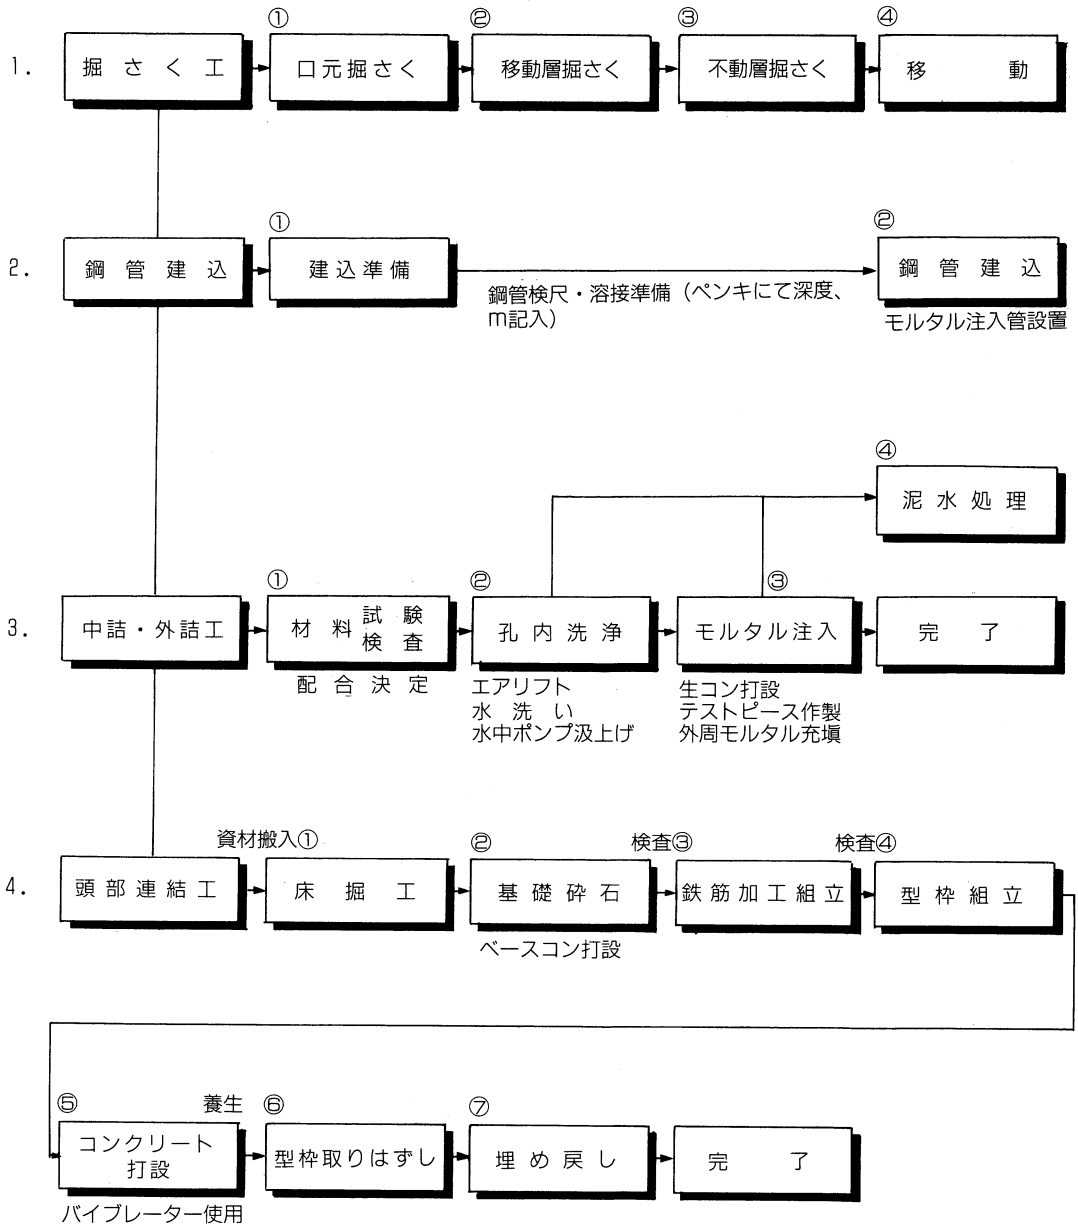 ① ② ③ ④
1. 掘さく工 口元掘さく 移動層掘さく 不動層掘さく 移動
① ②
2. 鋼管建込 建込準備 鋼管建込
鋼管検尺・溶接準備(ペンキにて深度、
m記入)
モルタル注入管設置
④
泥水処理
① ② ③
3. 中詰・外詰工 材料試験検査 孔内洗浄 モルタル注入 完了
配合決定
エアリフト
水洗い
水中ポンプ汲上げ
生コン打設
テストピース作製
外周モルタル充塡
資材搬入① ② 検査③ 検査④
4. 頭部連結工 床掘工 基礎砕石 鉄筋加工組立 型枠組立
ベースコン打設
⑤ 養生 ⑥ ⑦
コンクリート
打設
型枠取りはずし 埋め戻し 完了
バイブレーター使用